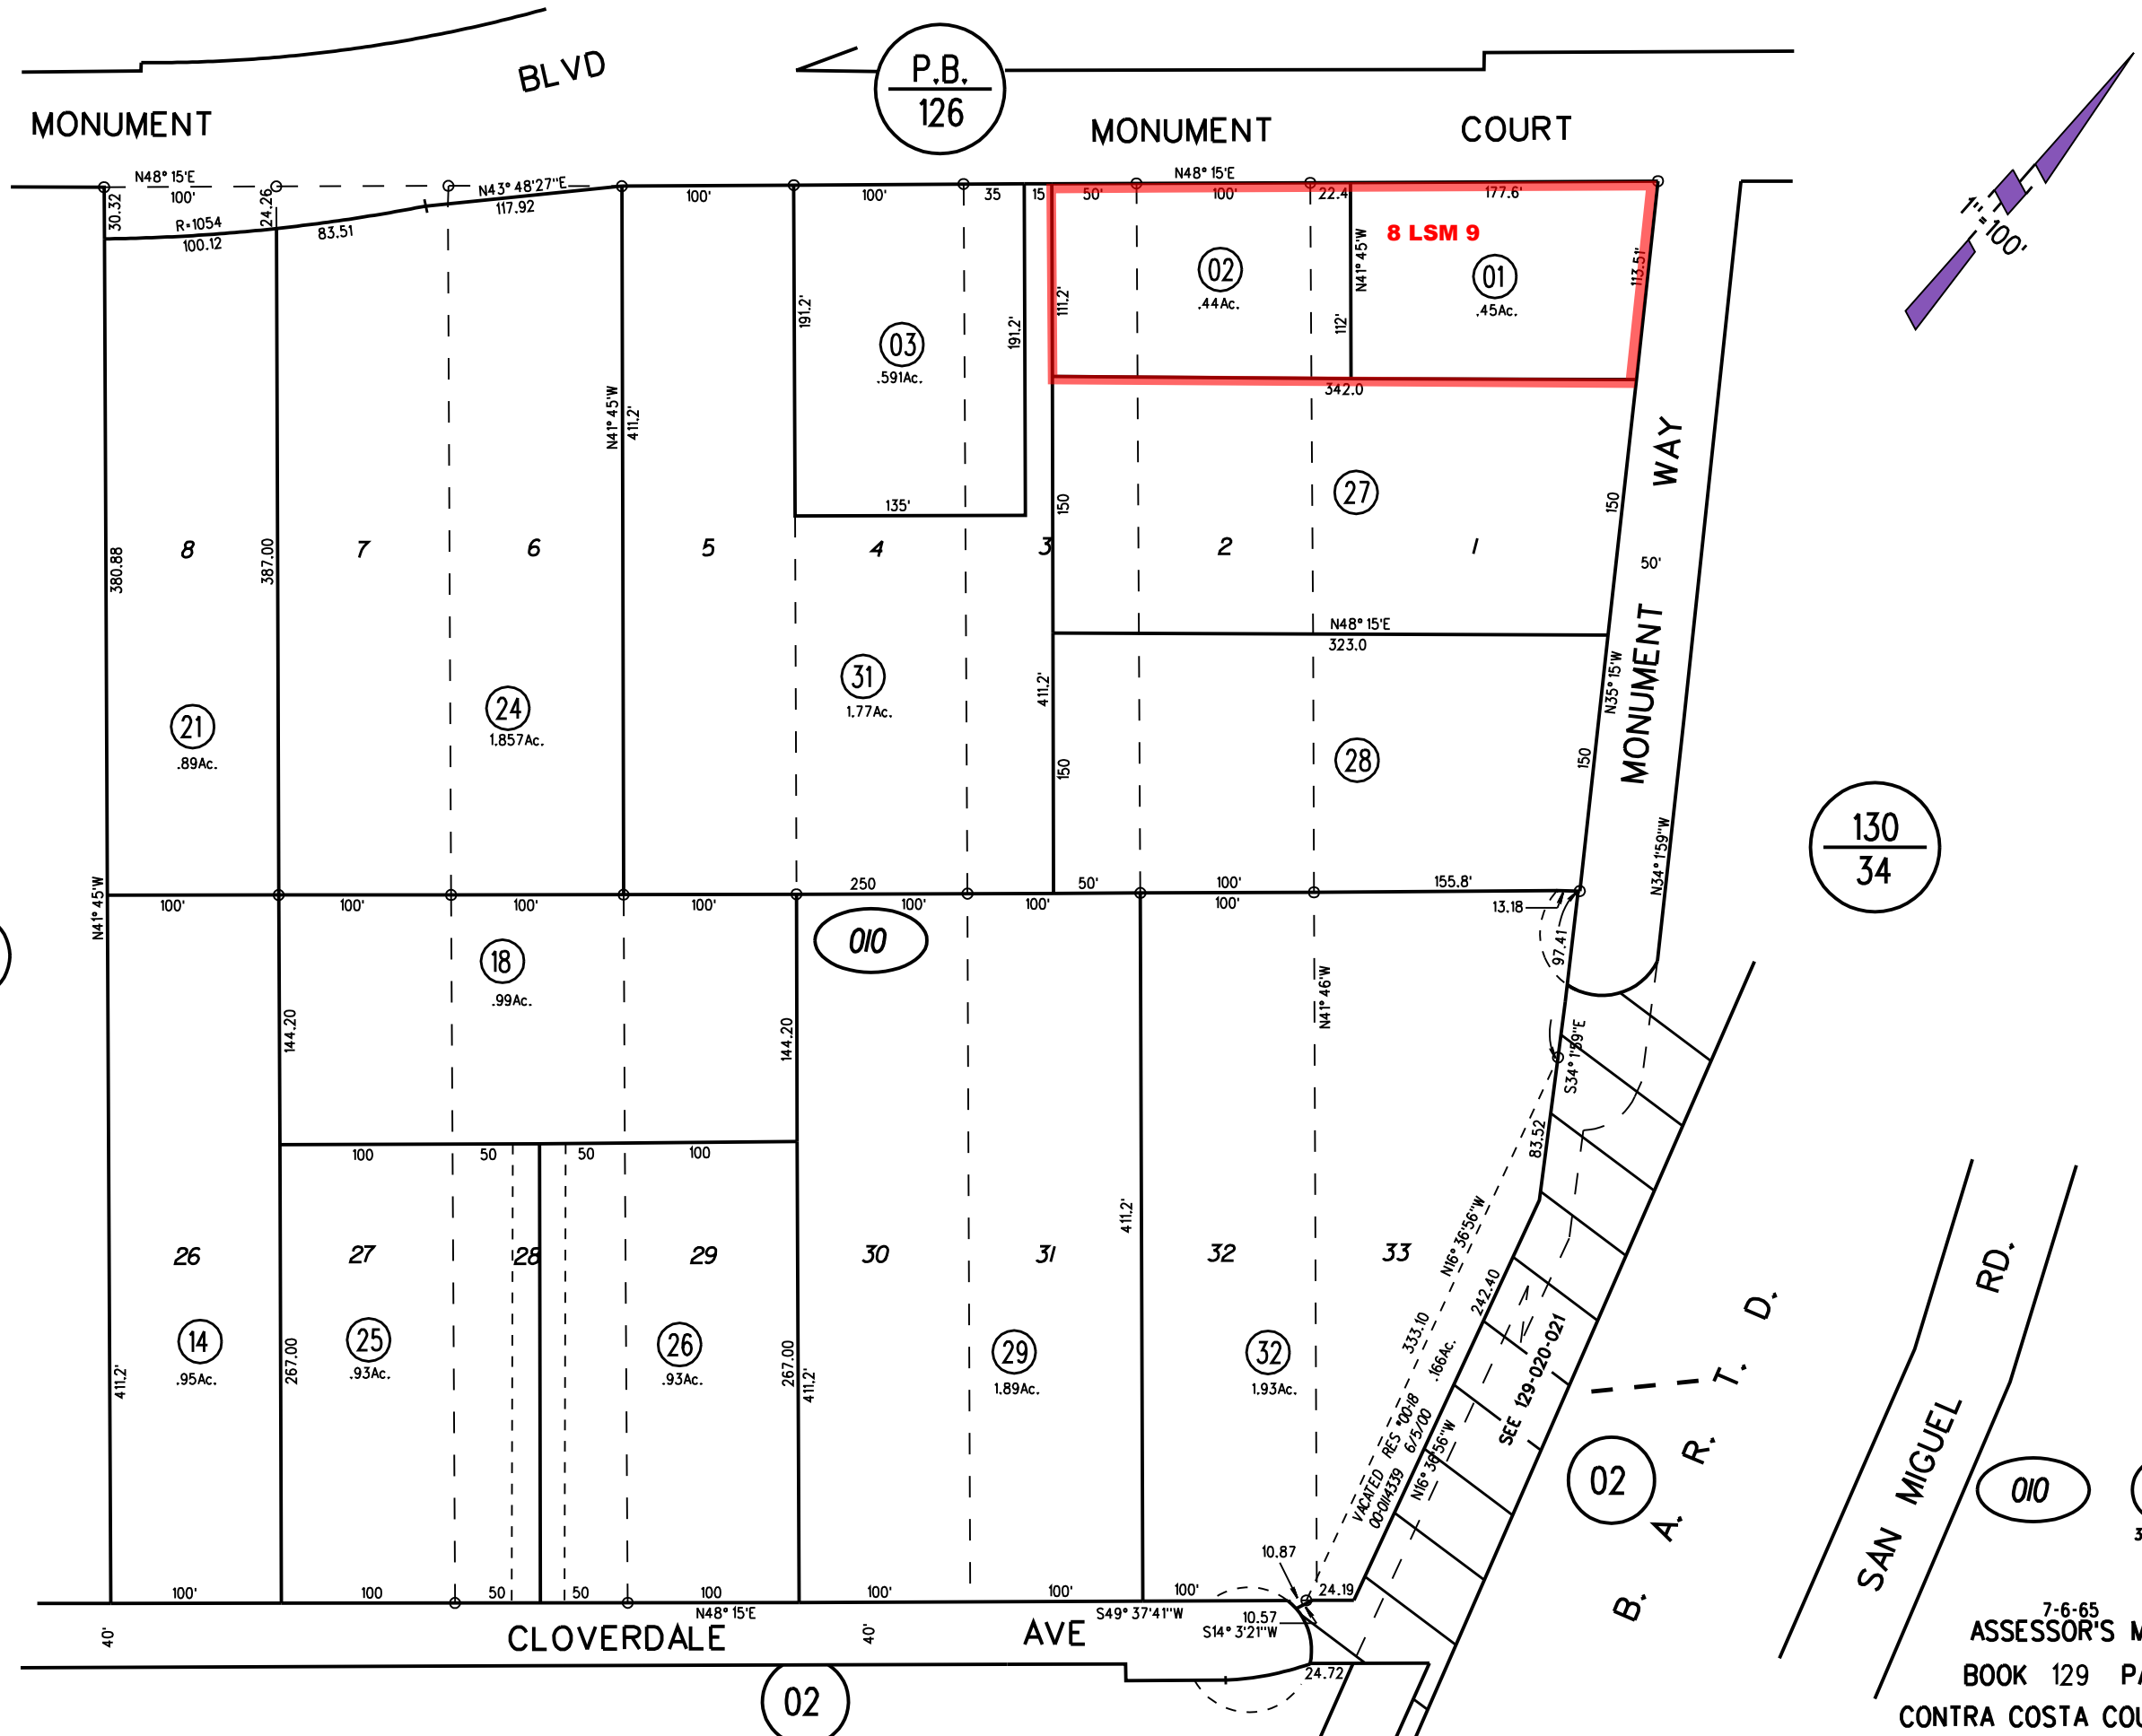 BLVD
P.B.
126
MONUMENT
MONUMENT COURT
1"=100'
N48° 15'E
100'
30.32
24.26
R=1054
100.12
83.51
N43° 48'27"E
117.92
100'
100'
35
15
50'
N48° 15'E
100'
22.4
177.6'
8 LSM 9
N41° 45'W
113.51'
02
.44Ac.
01
.45Ac.
111.2'
112'
342.0
191.2'
03
.591Ac.
191.2'
135'
N41° 45'W
411.2'
27
150
150
WAY
50'
MONUMENT
8
7
6
5
4
3
2
1
380.88
387.00
N48° 15'E
323.0
N35° 15'W
31
1.77Ac.
411.2'
21
.89Ac.
24
1.857Ac.
28
150
150
N34° 1'59"W
130
34
N41° 45'W
100'
100'
100'
100'
250
100'
100'
50'
100'
100'
155.8'
13.18
97.41
010
18
.99Ac.
144.20
144.20
N41° 46'W
S34° 1'59"E
83.52
100
50
50
100
411.2'
26
27
28
29
30
31
32
33
N16° 36'56"W
242.40
333.10
.166Ac.
14
.95Ac.
25
.93Ac.
26
.93Ac.
29
1.89Ac.
32
1.93Ac.
411.2'
267.00
267.00
411.2'
VACATED RES #00-18
00-0114339 6/5/00
N16° 36'56"W
SEE 129-020-021
02
B. A. R. T. D.
SAN MIGUEL RD.
010
3
10.87
24.19
100'
100
50
50
100
100'
100'
100'
N48° 15'E
S49° 37'41"W
10.57
S14° 3'21"W
40'
CLOVERDALE AVE
40'
24.72
02
7-6-65
ASSESSOR'S M
BOOK 129 PA
CONTRA COSTA COU